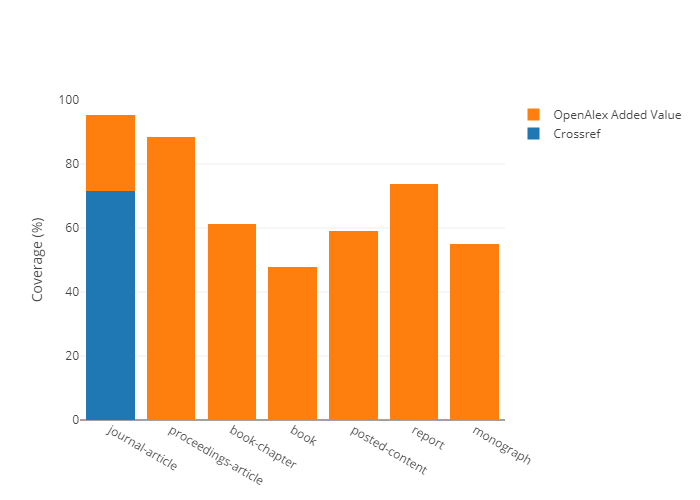 100
80
60
40
20
0
Coverage (%)
journal-article
proceedings-article
book-chapter
book
posted-content
report
monograph
OpenAlex Added Value
Crossref